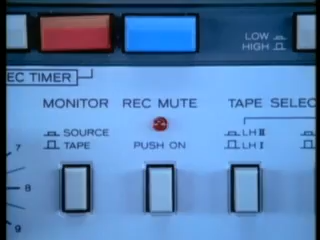 LOW
HIGH
EC TIMER
MONITOR REC MUTE TAPE SELEC
SOURCE
TAPE
PUSH ON
LH II
LH I
7
8
9